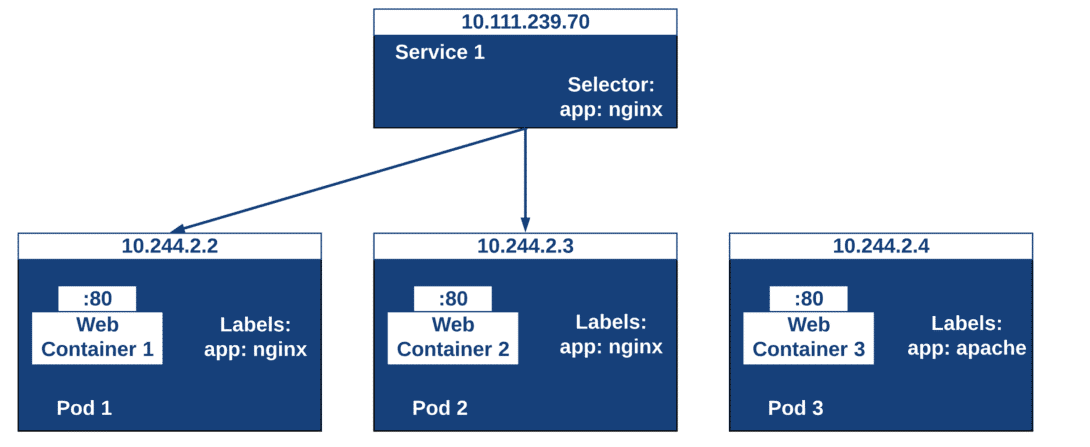 10.111.239.70
Service 1
Selector:
app: nginx
10.244.2.2
:80
Web
Container 1
Labels:
app: nginx
Pod 1
10.244.2.3
:80
Web
Container 2
Labels:
app: nginx
Pod 2
10.244.2.4
:80
Web
Container 3
Labels:
app: apache
Pod 3